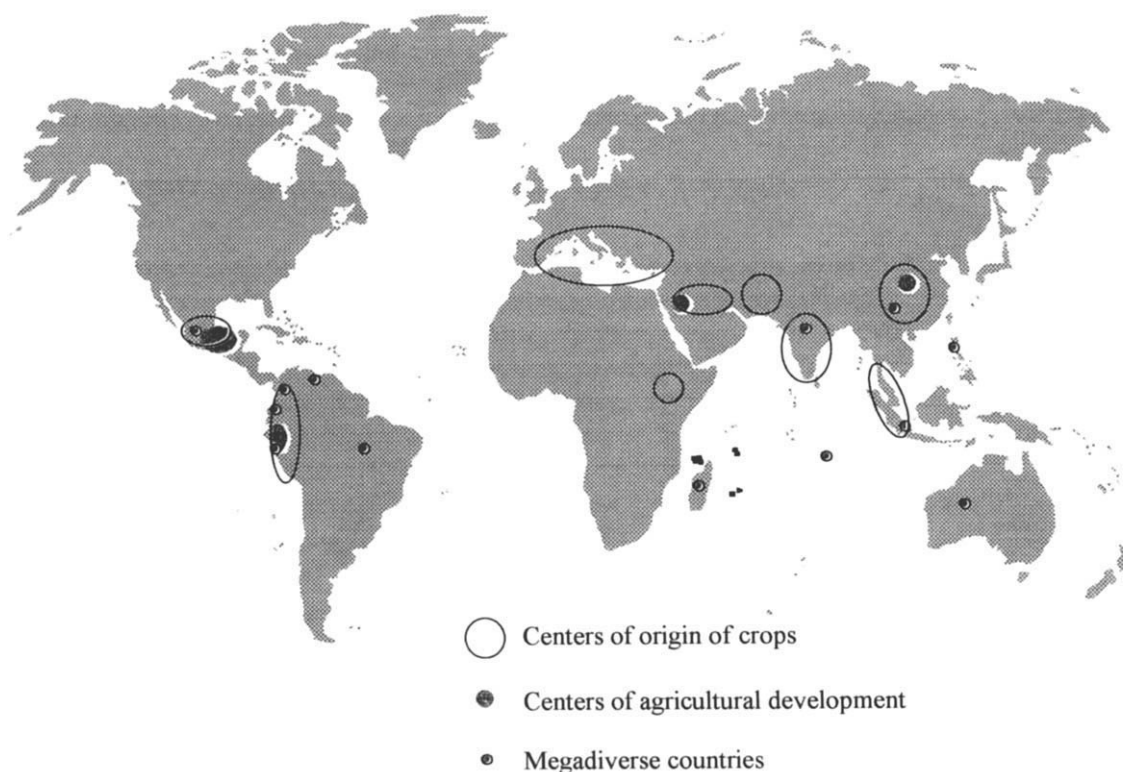 Centers of origin of crops
Centers of agricultural development
Megadiverse countries